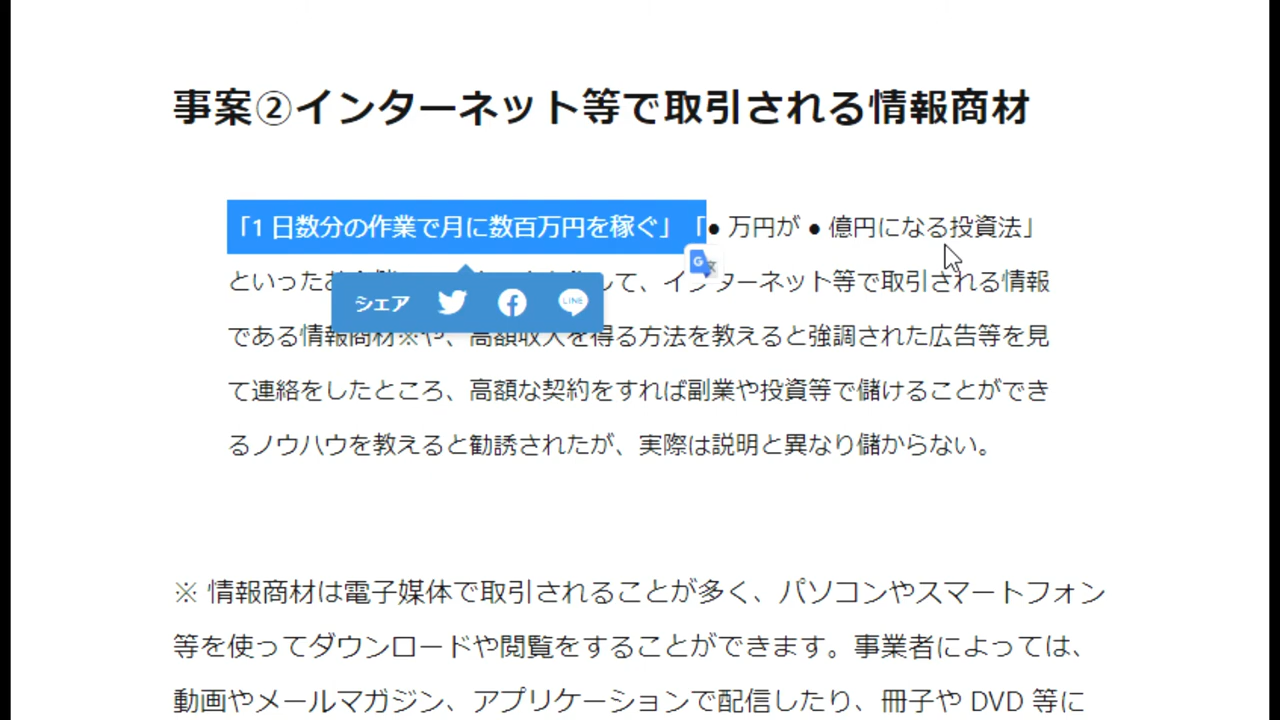 事案②インターネット等で取引される情報商材
「1 日数分の作業で月に数百万円を稼ぐ」「● 万円が ● 億円になる投資法」
といった して、インターネット等で取引される情報
シェア LINE
である情報商材※や、高額収入を得る方法を教えると強調された広告等を見
て連絡をしたところ、高額な契約をすれば副業や投資等で儲けることができ
るノウハウを教えると勧誘されたが、実際は説明と異なり儲からない。
※ 情報商材は電子媒体で取引されることが多く、パソコンやスマートフォン
等を使ってダウンロードや閲覧をすることができます。事業者によっては、
動画やメールマガジン、アプリケーションで配信したり、冊子や DVD 等に